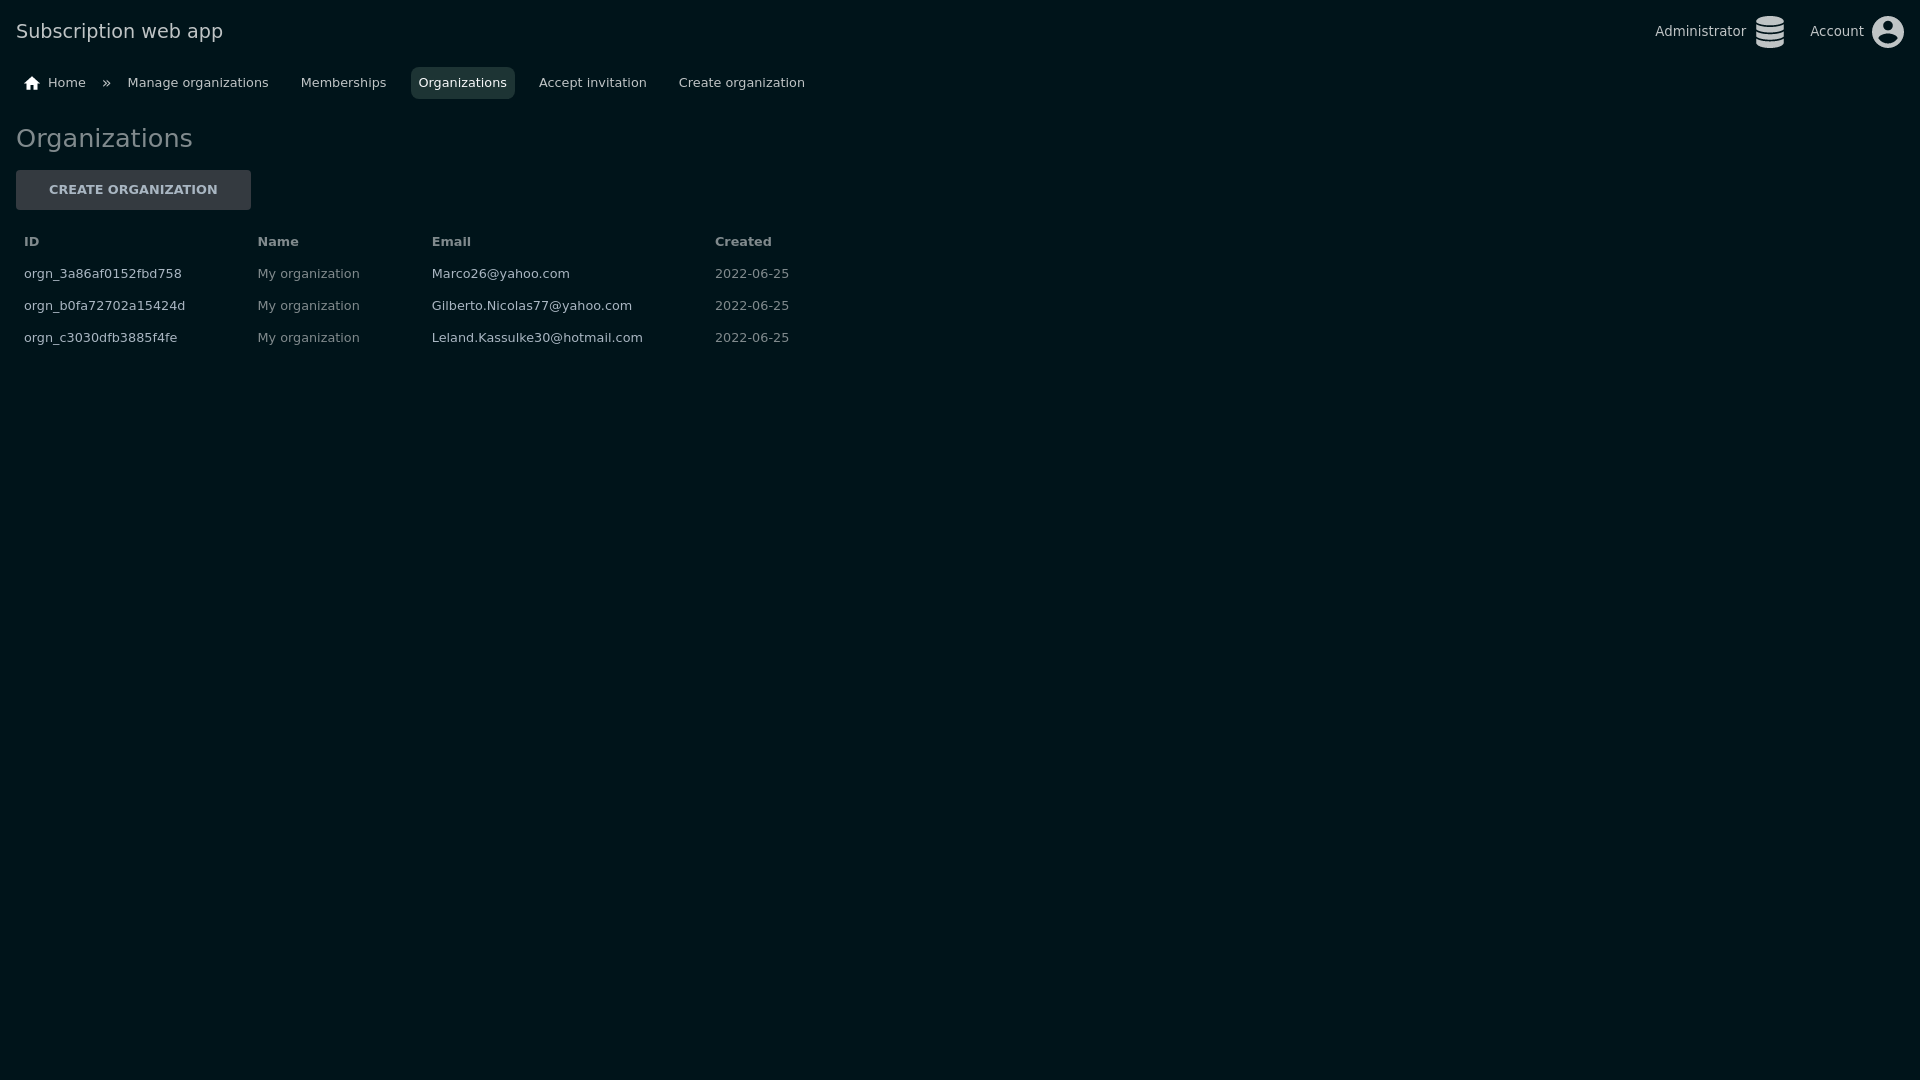 Subscription web app
Administrator
Account
Home » Manage organizations Memberships Organizations Accept invitation Create organization
Organizations
CREATE ORGANIZATION
ID Name Email Created
orgn_3a86af0152fbd758 My organization Marco26@yahoo.com 2022-06-25
orgn_b0fa72702a15424d My organization Gilberto.Nicolas77@yahoo.com 2022-06-25
orgn_c3030dfb3885f4fe My organization Leland.Kassulke30@hotmail.com 2022-06-25